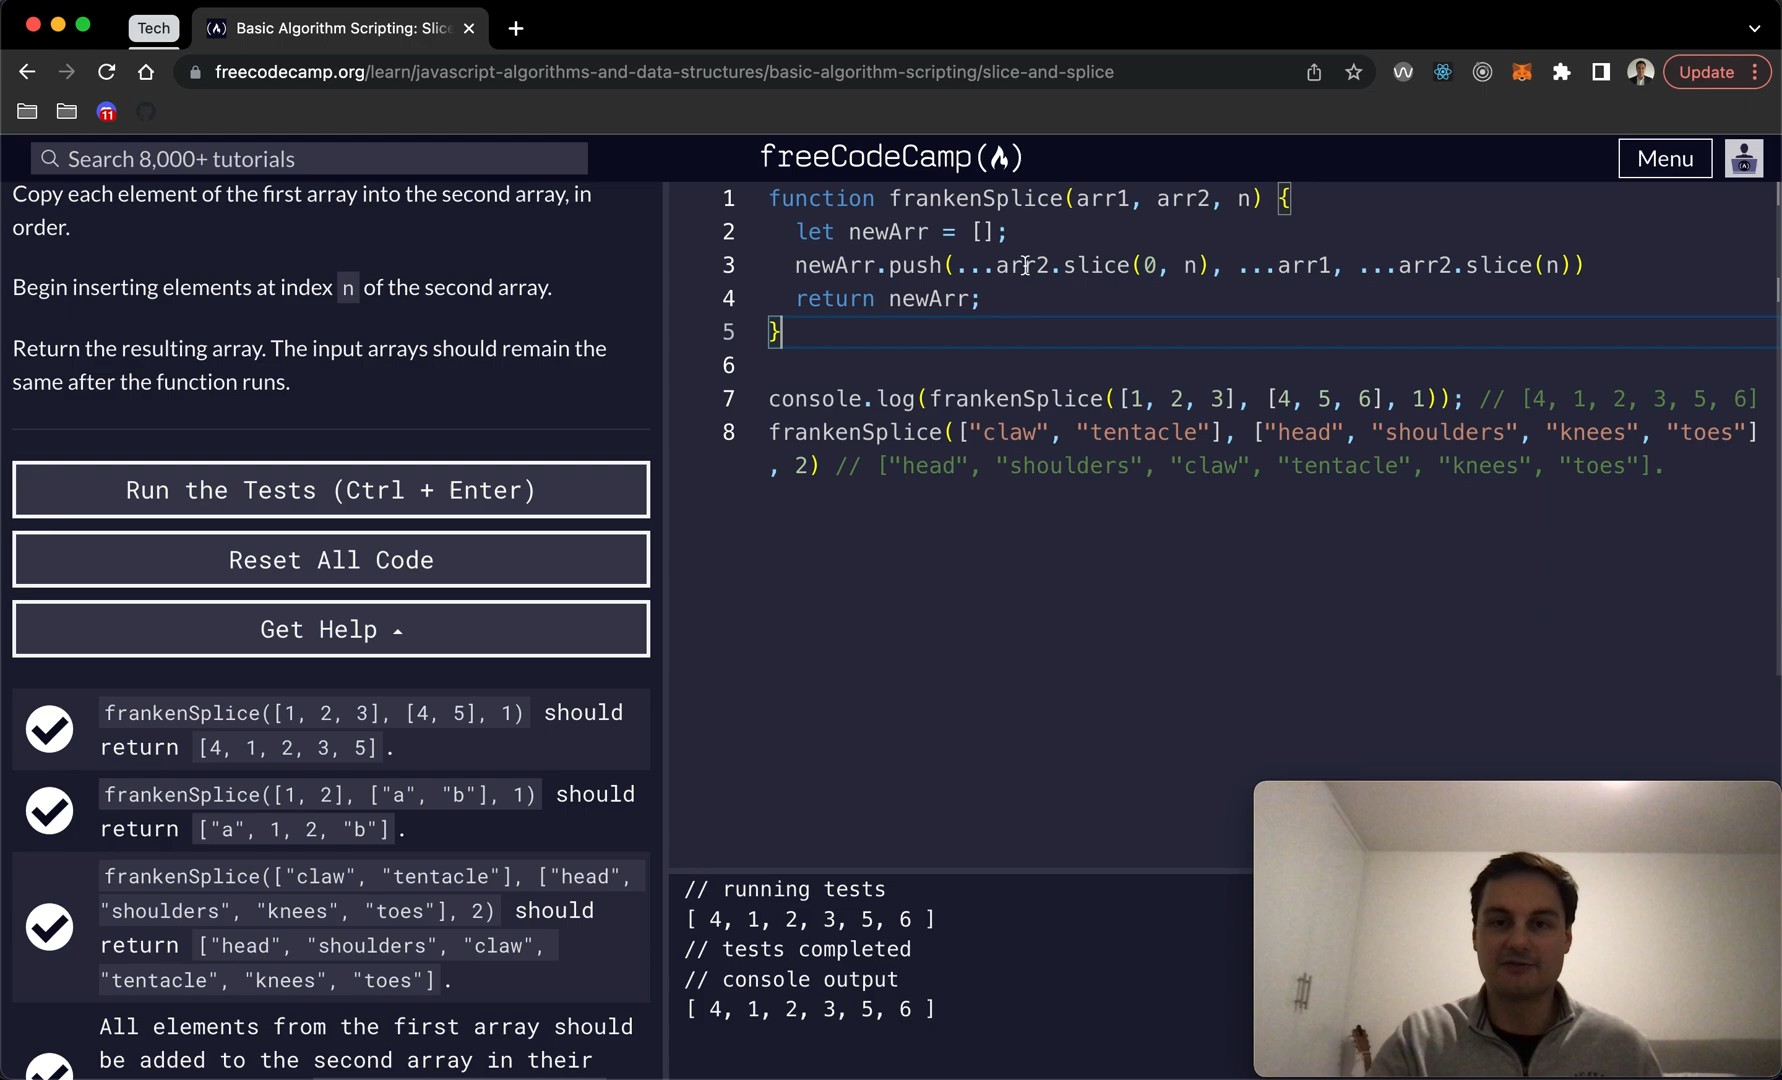 Tech
Basic Algorithm Scripting: Slic
freecodecamp.org/learn/javascript-algorithms-and-data-structures/basic-algorithm-scripting/slice-and-splice
Update
11
Search 8,000+ tutorials
freeCodeCamp
Menu
Copy each element of the first array into the second array, in
order.
Begin inserting elements at index n of the second array.
Return the resulting array. The input arrays should remain the
same after the function runs.
Run the Tests (Ctrl + Enter)
Reset All Code
Get Help
frankenSplice([1, 2, 3], [4, 5], 1) should
return [4, 1, 2, 3, 5].
frankenSplice([1, 2], ["a", "b"], 1) should
return ["a", 1, 2, "b"].
frankenSplice(["claw", "tentacle"], ["head",
"shoulders", "knees", "toes"], 2) should
return ["head", "shoulders", "claw",
"tentacle", "knees", "toes"].
All elements from the first array should
be added to the second array in their
1 function frankenSplice(arr1, arr2, n) {
2 let newArr = [];
3 newArr.push(...arr2.slice(0, n), ...arr1, ...arr2.slice(n))
4 return newArr;
5 }
6
7 console.log(frankenSplice([1, 2, 3], [4, 5, 6], 1)); // [4, 1, 2, 3, 5, 6]
8 frankenSplice(["claw", "tentacle"], ["head", "shoulders", "knees", "toes"]
, 2) // ["head", "shoulders", "claw", "tentacle", "knees", "toes"].
// running tests
[ 4, 1, 2, 3, 5, 6 ]
// tests completed
// console output
[ 4, 1, 2, 3, 5, 6 ]